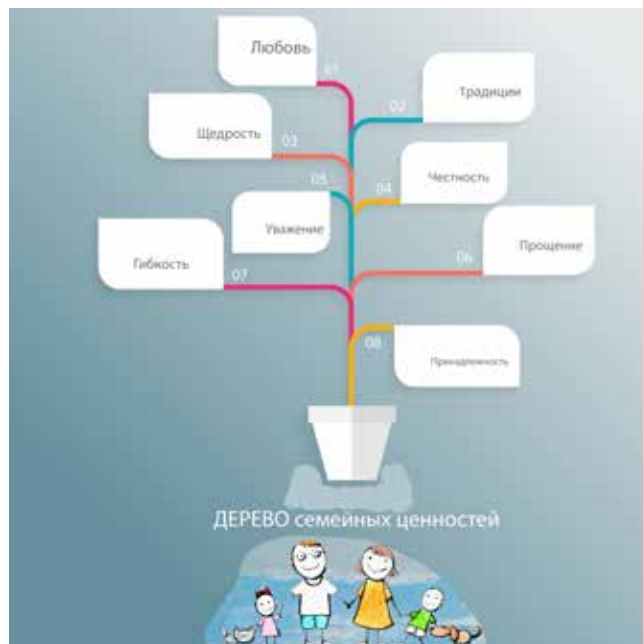 Любовь
01
02
Традиции
Щедрость
03
05
04
Честность
Уважение
Гибкость
07
Прощение
06
08
Принадлежность
ДЕРЕВО семейных ценностей